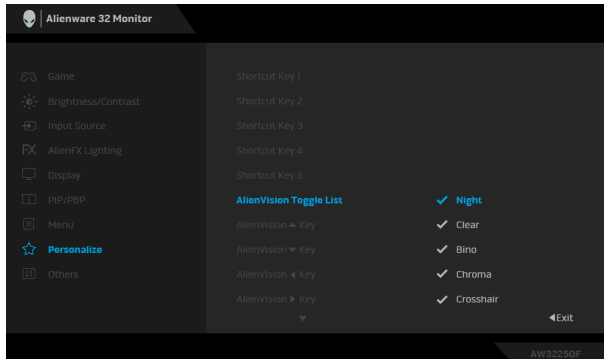 Alienware 32 Monitor
Game
Shortcut Key 1
Brightness/Contrast
Shortcut Key 2
Input Source
Shortcut Key 3
FX AlienFX Lighting
Shortcut Key 4
Display
Shortcut Key 5
PIP/PBP
AlienVision Toggle List
Night
Menu
AlienVision ▲ Key
Clear
Personalize
AlienVision ▼ Key
Bino
Others
AlienVision ◀ Key
Chroma
AlienVision ▶ Key
Crosshair
◀Exit
AW3225QF